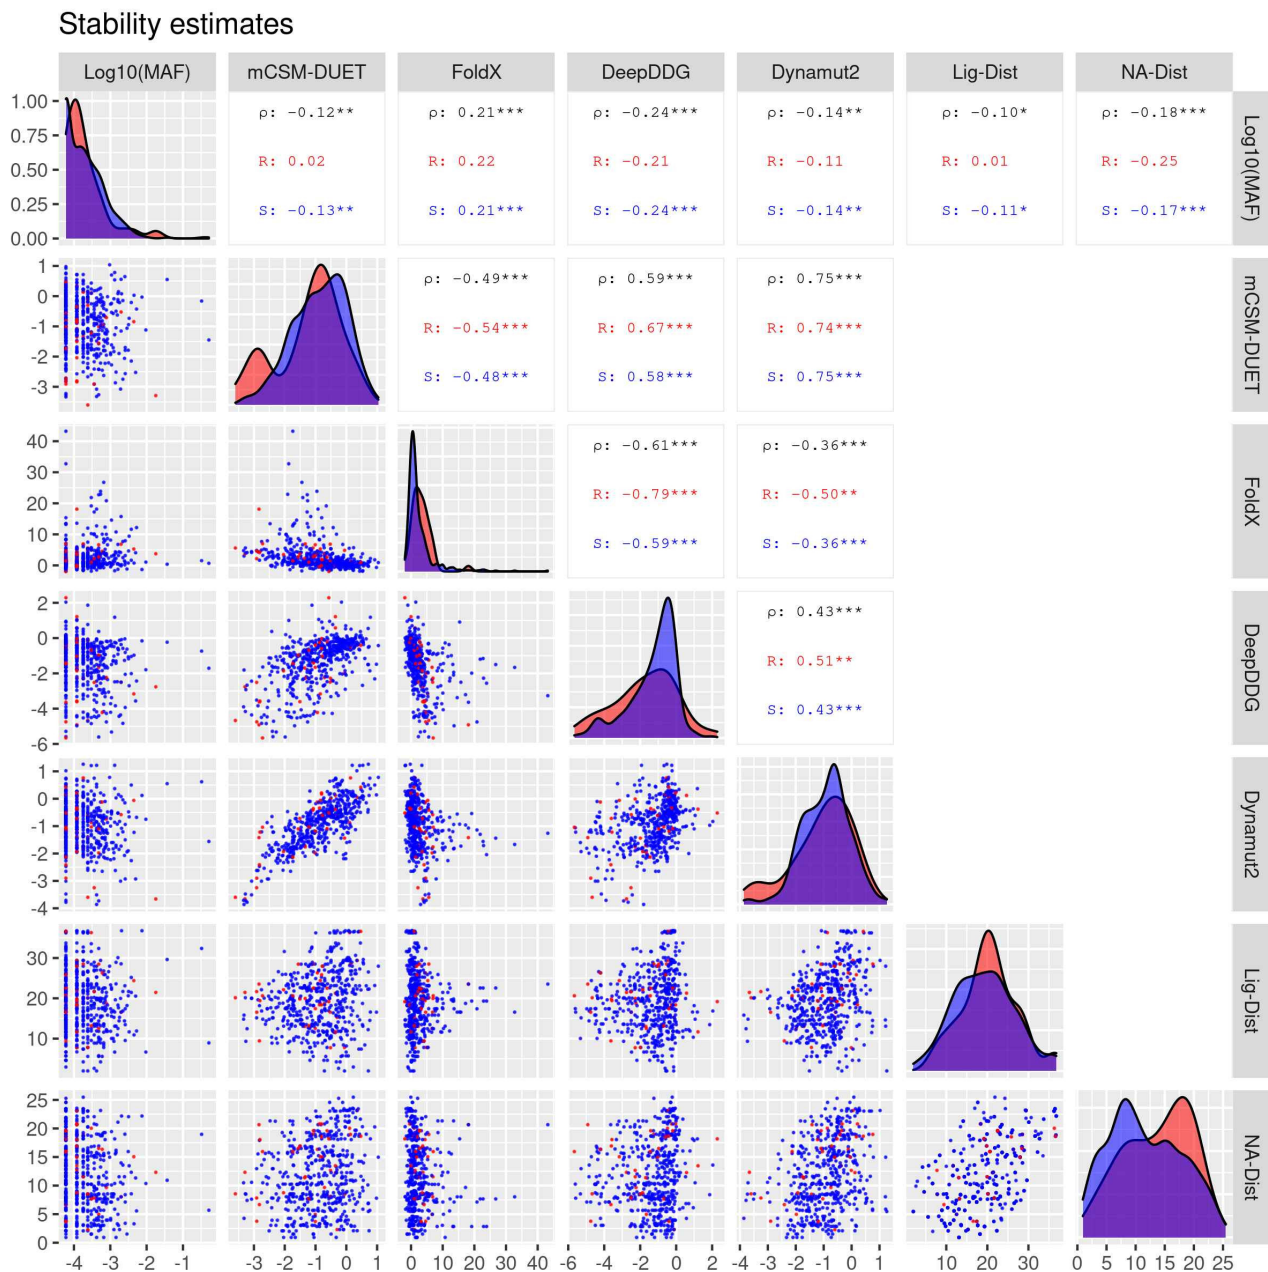 Stability estimates
Log10(MAF) mCSM-DUET FoldX DeepDDG Dynamut2 Lig-Dist NA-Dist
1.00
0.75
0.50
0.25
0.00
ρ: -0.12** ρ: 0.21*** ρ: -0.24*** ρ: -0.14** ρ: -0.10* ρ: -0.18***
R: 0.02 R: 0.22 R: -0.21 R: -0.11 R: 0.01 R: -0.25
S: -0.13** S: 0.21*** S: -0.24*** S: -0.14** S: -0.11* S: -0.17***
Log10(MAF)
1
0
-1
-2
-3
ρ: -0.49*** ρ: 0.59*** ρ: 0.75***
R: -0.54*** R: 0.67*** R: 0.74***
S: -0.48*** S: 0.58*** S: 0.75***
mCSM-DUET
40
30
20
10
0
ρ: -0.61*** ρ: -0.36***
R: -0.79*** R: -0.50**
S: -0.59*** S: -0.36***
FoldX
2
0
-2
-4
-6
ρ: 0.43***
R: 0.51**
S: 0.43***
DeepDDG
1
0
-1
-2
-3
-4
Dynamut2
30
20
10
Lig-Dist
25
20
15
10
5
0
NA-Dist
-4 -3 -2 -1 -3 -2 -1 0 1 0 10 20 30 40 -6 -4 -2 0 2 -4 -3 -2 -1 0 1 10 20 30 0 5 10 15 20 25